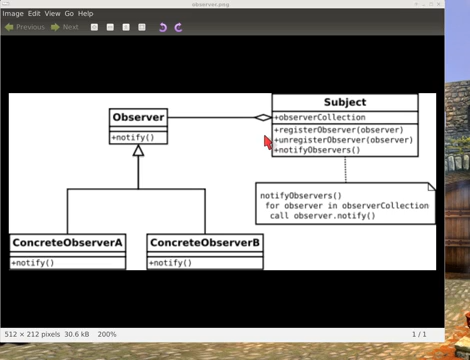 observer.png
Image Edit View Go Help
Previous Next
Observer
+notify()
Subject
+observerCollection
+registerObserver(observer)
+unregisterObserver(observer)
+notifyObservers()
notifyObservers()
for observer in observerCollection
call observer.notify()
ConcreteObserverA
+notify()
ConcreteObserverB
+notify()
512 × 212 pixels 30.6 kB 200%
1 / 1